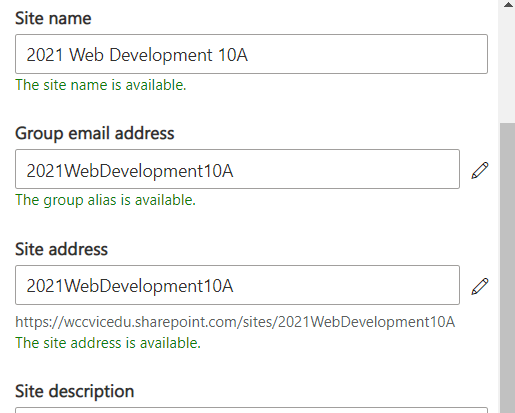 Site name
2021 Web Development 10A
The site name is available.
Group email address
2021WebDevelopment10A
The group alias is available.
Site address
2021WebDevelopment10A
https://wccvicedu.sharepoint.com/sites/2021WebDevelopment10A
The site address is available.
Site description